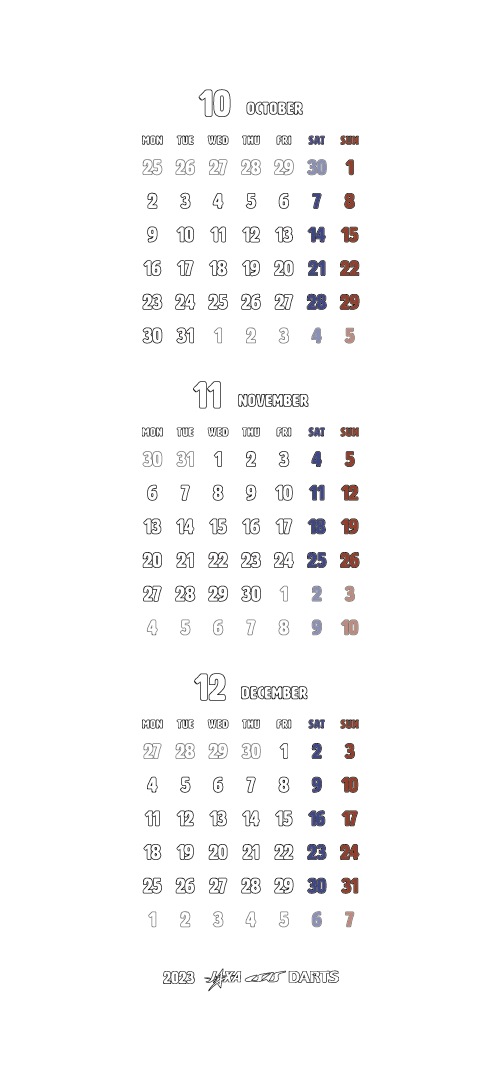 10 OCTOBER
MON TUE WED THU FRI SAT SUN
25 26 27 28 29 30 1
2 3 4 5 6 7 8
9 10 11 12 13 14 15
16 17 18 19 20 21 22
23 24 25 26 27 28 29
30 31 1 2 3 4 5
11 NOVEMBER
MON TUE WED THU FRI SAT SUN
30 31 1 2 3 4 5
6 7 8 9 10 11 12
13 14 15 16 17 18 19
20 21 22 23 24 25 26
27 28 29 30 1 2 3
4 5 6 7 8 9 10
12 DECEMBER
MON TUE WED THU FRI SAT SUN
27 28 29 30 1 2 3
4 5 6 7 8 9 10
11 12 13 14 15 16 17
18 19 20 21 22 23 24
25 26 27 28 29 30 31
1 2 3 4 5 6 7
2023 JAXA DARTS